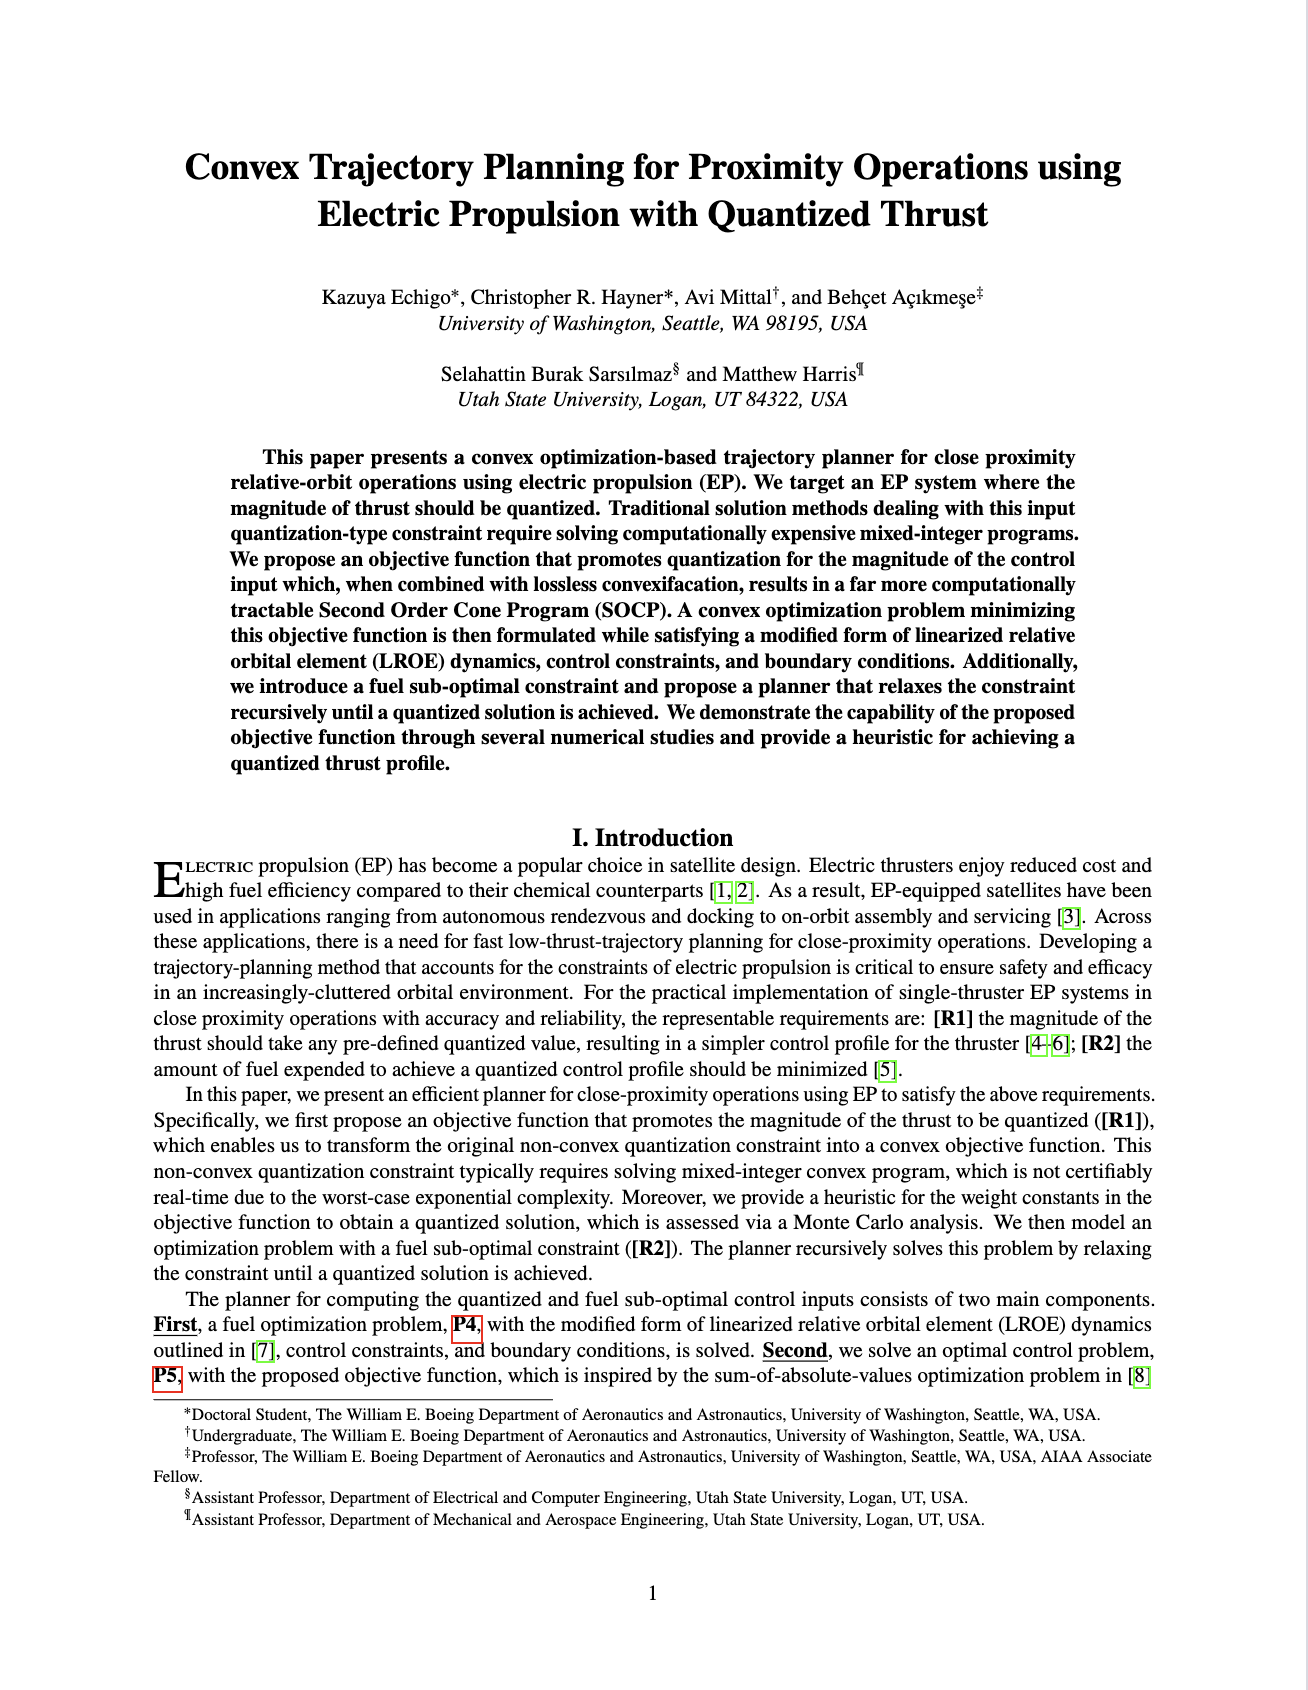 Convex Trajectory Planning for Proximity Operations using
Electric Propulsion with Quantized Thrust
Kazuya Echigo*, Christopher R. Hayner*, Avi Mittal†, and Behçet Açıkmeşe‡
University of Washington, Seattle, WA 98195, USA
Selahattin Burak Sarsılmaz§ and Matthew Harris¶
Utah State University, Logan, UT 84322, USA
This paper presents a convex optimization-based trajectory planner for close proximity
relative-orbit operations using electric propulsion (EP). We target an EP system where the
magnitude of thrust should be quantized. Traditional solution methods dealing with this input
quantization-type constraint require solving computationally expensive mixed-integer programs.
We propose an objective function that promotes quantization for the magnitude of the control
input which, when combined with lossless convexifacation, results in a far more computationally
tractable Second Order Cone Program (SOCP). A convex optimization problem minimizing
this objective function is then formulated while satisfying a modified form of linearized relative
orbital element (LROE) dynamics, control constraints, and boundary conditions. Additionally,
we introduce a fuel sub-optimal constraint and propose a planner that relaxes the constraint
recursively until a quantized solution is achieved. We demonstrate the capability of the proposed
objective function through several numerical studies and provide a heuristic for achieving a
quantized thrust profile.
I. Introduction
ELECTRIC propulsion (EP) has become a popular choice in satellite design. Electric thrusters enjoy reduced cost and
high fuel efficiency compared to their chemical counterparts [1, 2]. As a result, EP-equipped satellites have been
used in applications ranging from autonomous rendezvous and docking to on-orbit assembly and servicing [3]. Across
these applications, there is a need for fast low-thrust-trajectory planning for close-proximity operations. Developing a
trajectory-planning method that accounts for the constraints of electric propulsion is critical to ensure safety and efficacy
in an increasingly-cluttered orbital environment. For the practical implementation of single-thruster EP systems in
close proximity operations with accuracy and reliability, the representable requirements are: [R1] the magnitude of the
thrust should take any pre-defined quantized value, resulting in a simpler control profile for the thruster [4–6]; [R2] the
amount of fuel expended to achieve a quantized control profile should be minimized [5].
In this paper, we present an efficient planner for close-proximity operations using EP to satisfy the above requirements.
Specifically, we first propose an objective function that promotes the magnitude of the thrust to be quantized ([R1]),
which enables us to transform the original non-convex quantization constraint into a convex objective function. This
non-convex quantization constraint typically requires solving mixed-integer convex program, which is not certifiably
real-time due to the worst-case exponential complexity. Moreover, we provide a heuristic for the weight constants in the
objective function to obtain a quantized solution, which is assessed via a Monte Carlo analysis. We then model an
optimization problem with a fuel sub-optimal constraint ([R2]). The planner recursively solves this problem by relaxing
the constraint until a quantized solution is achieved.
The planner for computing the quantized and fuel sub-optimal control inputs consists of two main components.
First, a fuel optimization problem, P4, with the modified form of linearized relative orbital element (LROE) dynamics
outlined in [7], control constraints, and boundary conditions, is solved. Second, we solve an optimal control problem,
P5, with the proposed objective function, which is inspired by the sum-of-absolute-values optimization problem in [8]
*Doctoral Student, The William E. Boeing Department of Aeronautics and Astronautics, University of Washington, Seattle, WA, USA.
†Undergraduate, The William E. Boeing Department of Aeronautics and Astronautics, University of Washington, Seattle, WA, USA.
‡Professor, The William E. Boeing Department of Aeronautics and Astronautics, University of Washington, Seattle, WA, USA, AIAA Associate
Fellow.
§Assistant Professor, Department of Electrical and Computer Engineering, Utah State University, Logan, UT, USA.
¶Assistant Professor, Department of Mechanical and Aerospace Engineering, Utah State University, Logan, UT, USA.
1